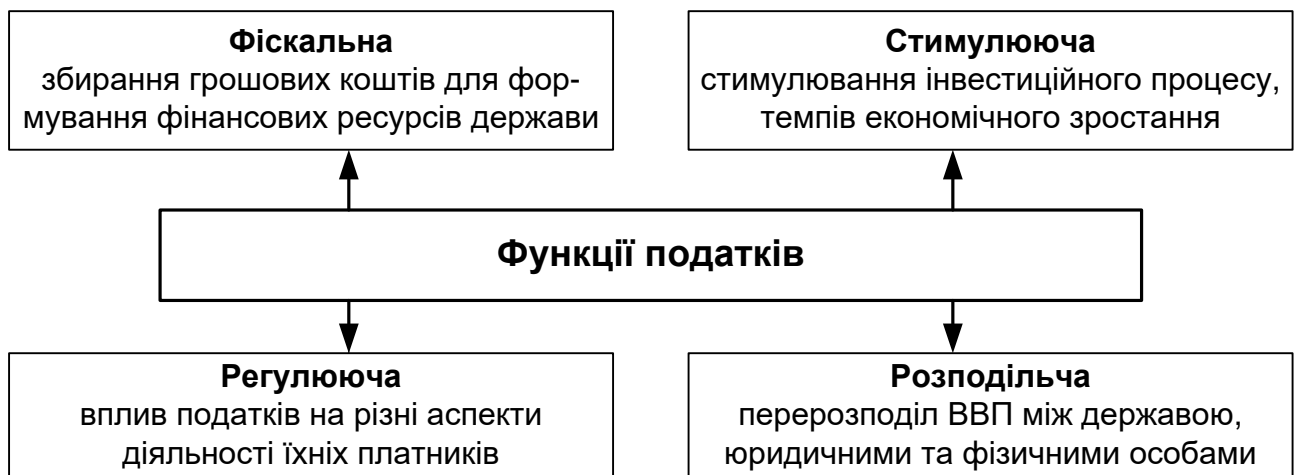 Фіскальна
збирання грошових коштів для фор-
мування фінансових ресурсів держави
Стимулююча
стимулювання інвестиційного процесу,
темпів економічного зростання
Функції податків
Регулююча
вплив податків на різні аспекти
діяльності їхніх платників
Розподільча
перерозподіл ВВП між державою,
юридичними та фізичними особами